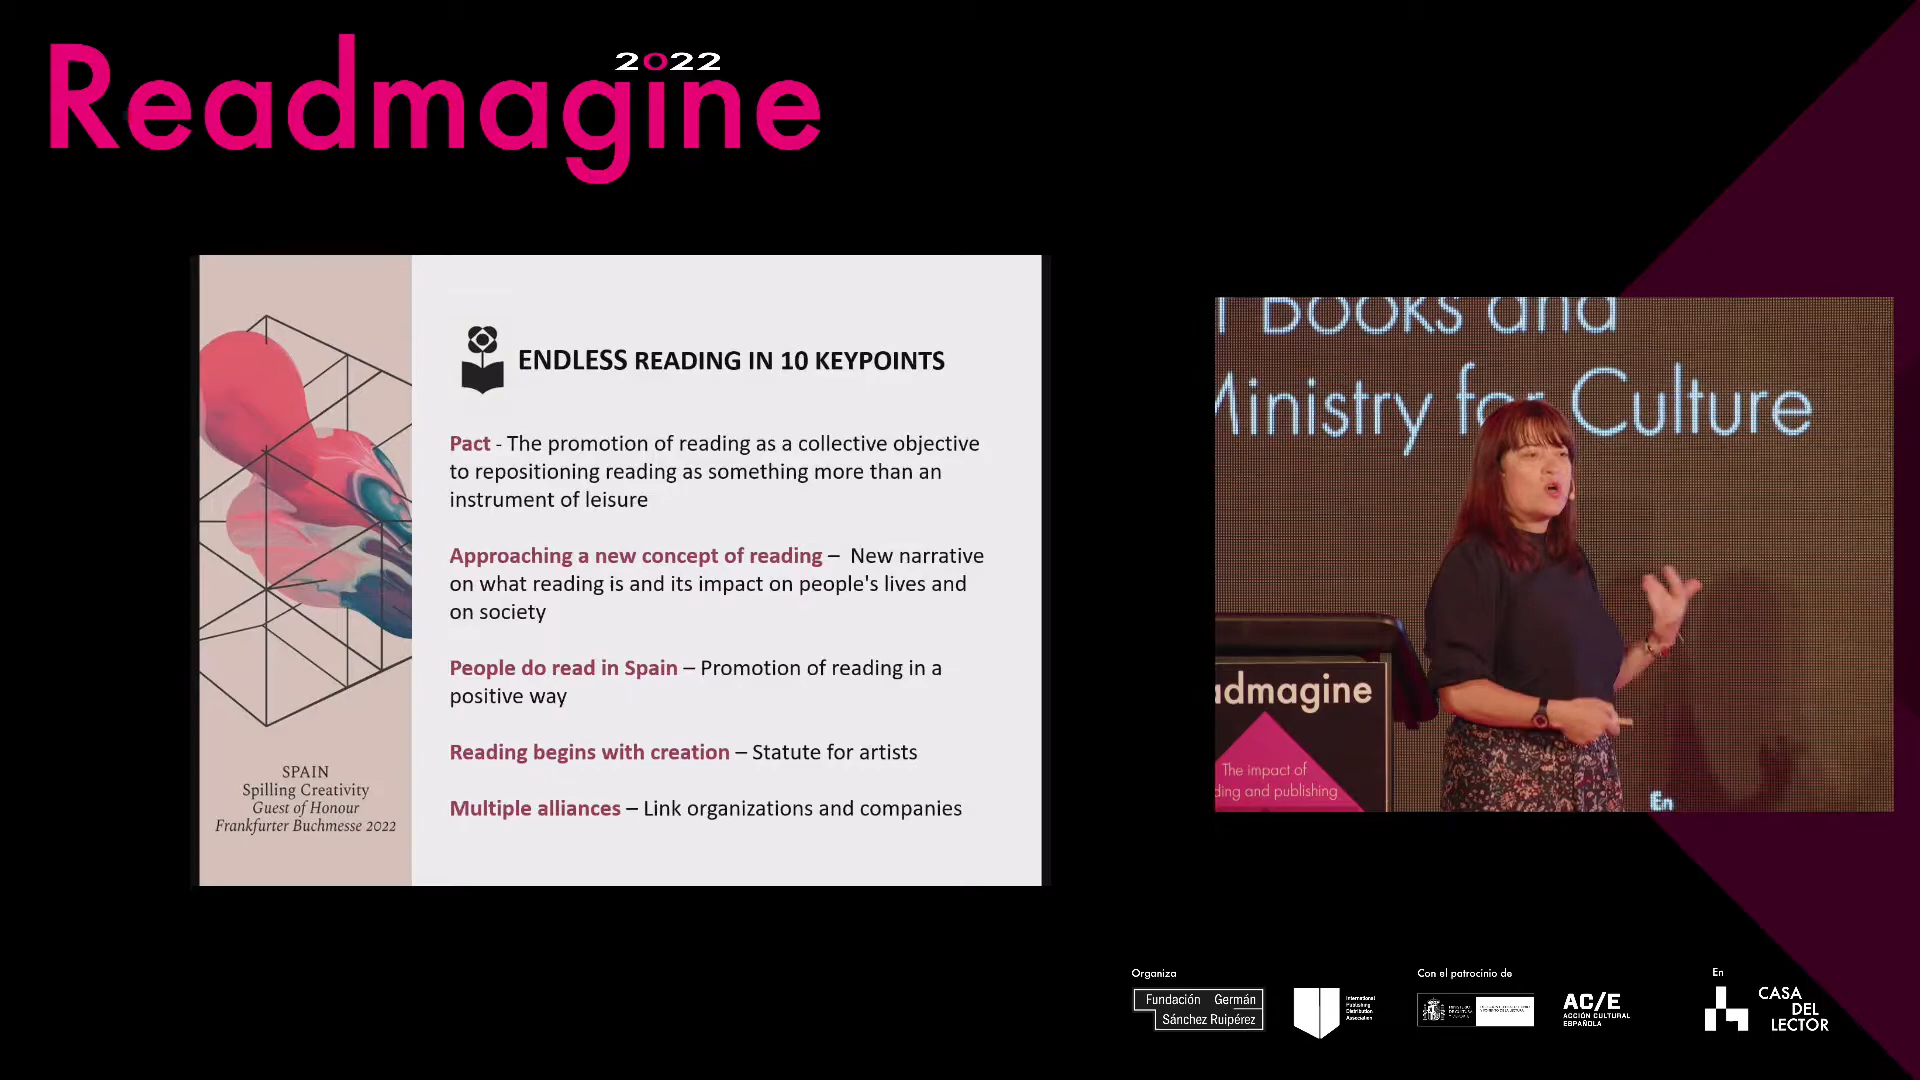 Readmagine
2022
ENDLESS READING IN 10 KEYPOINTS
Pact - The promotion of reading as a collective objective
to repositioning reading as something more than an
instrument of leisure
Approaching a new concept of reading – New narrative
on what reading is and its impact on people's lives and
on society
People do read in Spain – Promotion of reading in a
positive way
Reading begins with creation – Statute for artists
Multiple alliances – Link organizations and companies
SPAIN
Spilling Creativity
Guest of Honour
Frankfurter Buchmesse 2022
Books and
Ministry for Culture
admagine
The impact of
ding and publishing
En
Organiza
Fundación Germán
Sánchez Ruipérez
International
Publishing
Distribution
Association
Con el patrocinio de
AC/E
ACCIÓN CULTURAL
ESPAÑOLA
En
CASA
DEL
LECTOR